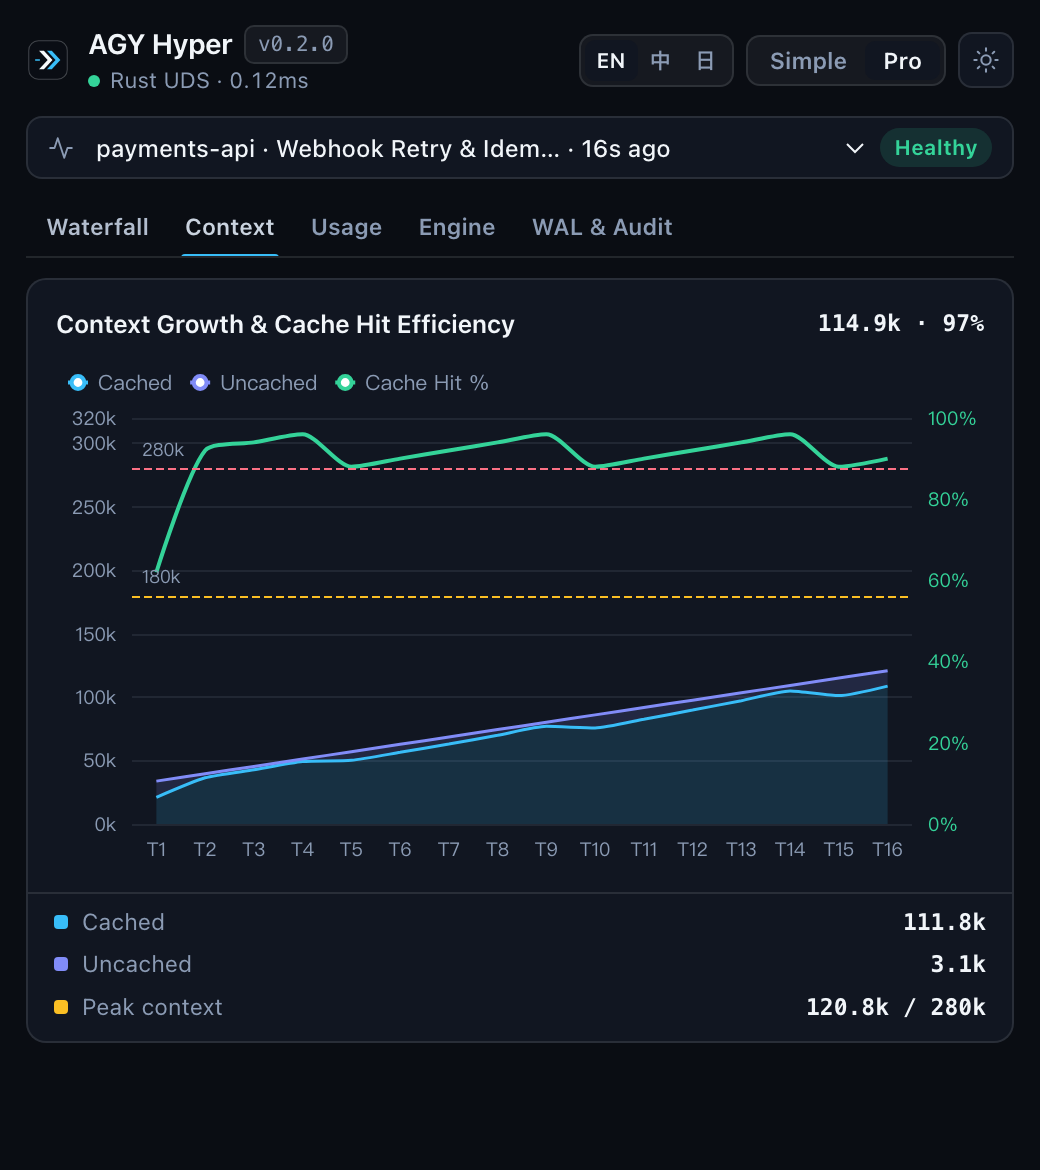 AGY Hyper v0.2.0
Rust UDS · 0.12ms
EN 中 日
Simple Pro
payments-api · Webhook Retry & Idem... · 16s ago
Healthy
Waterfall Context Usage Engine WAL & Audit
Context Growth & Cache Hit Efficiency
114.9k · 97%
Cached Uncached Cache Hit %
320k 100%
300k
280k
80%
250k
200k
180k
60%
150k
40%
100k
20%
50k
0k 0%
T1 T2 T3 T4 T5 T6 T7 T8 T9 T10 T11 T12 T13 T14 T15 T16
Cached 111.8k
Uncached 3.1k
Peak context 120.8k / 280k